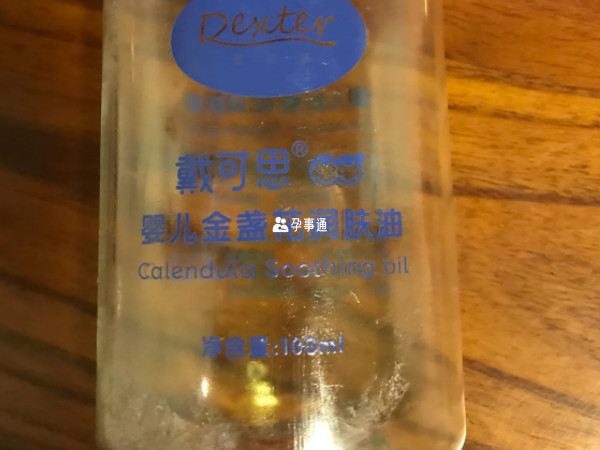 Dexter
戴可思®
婴儿金盏花润肤油
孕事通
Calendula Soothing oil
净含量:100ml